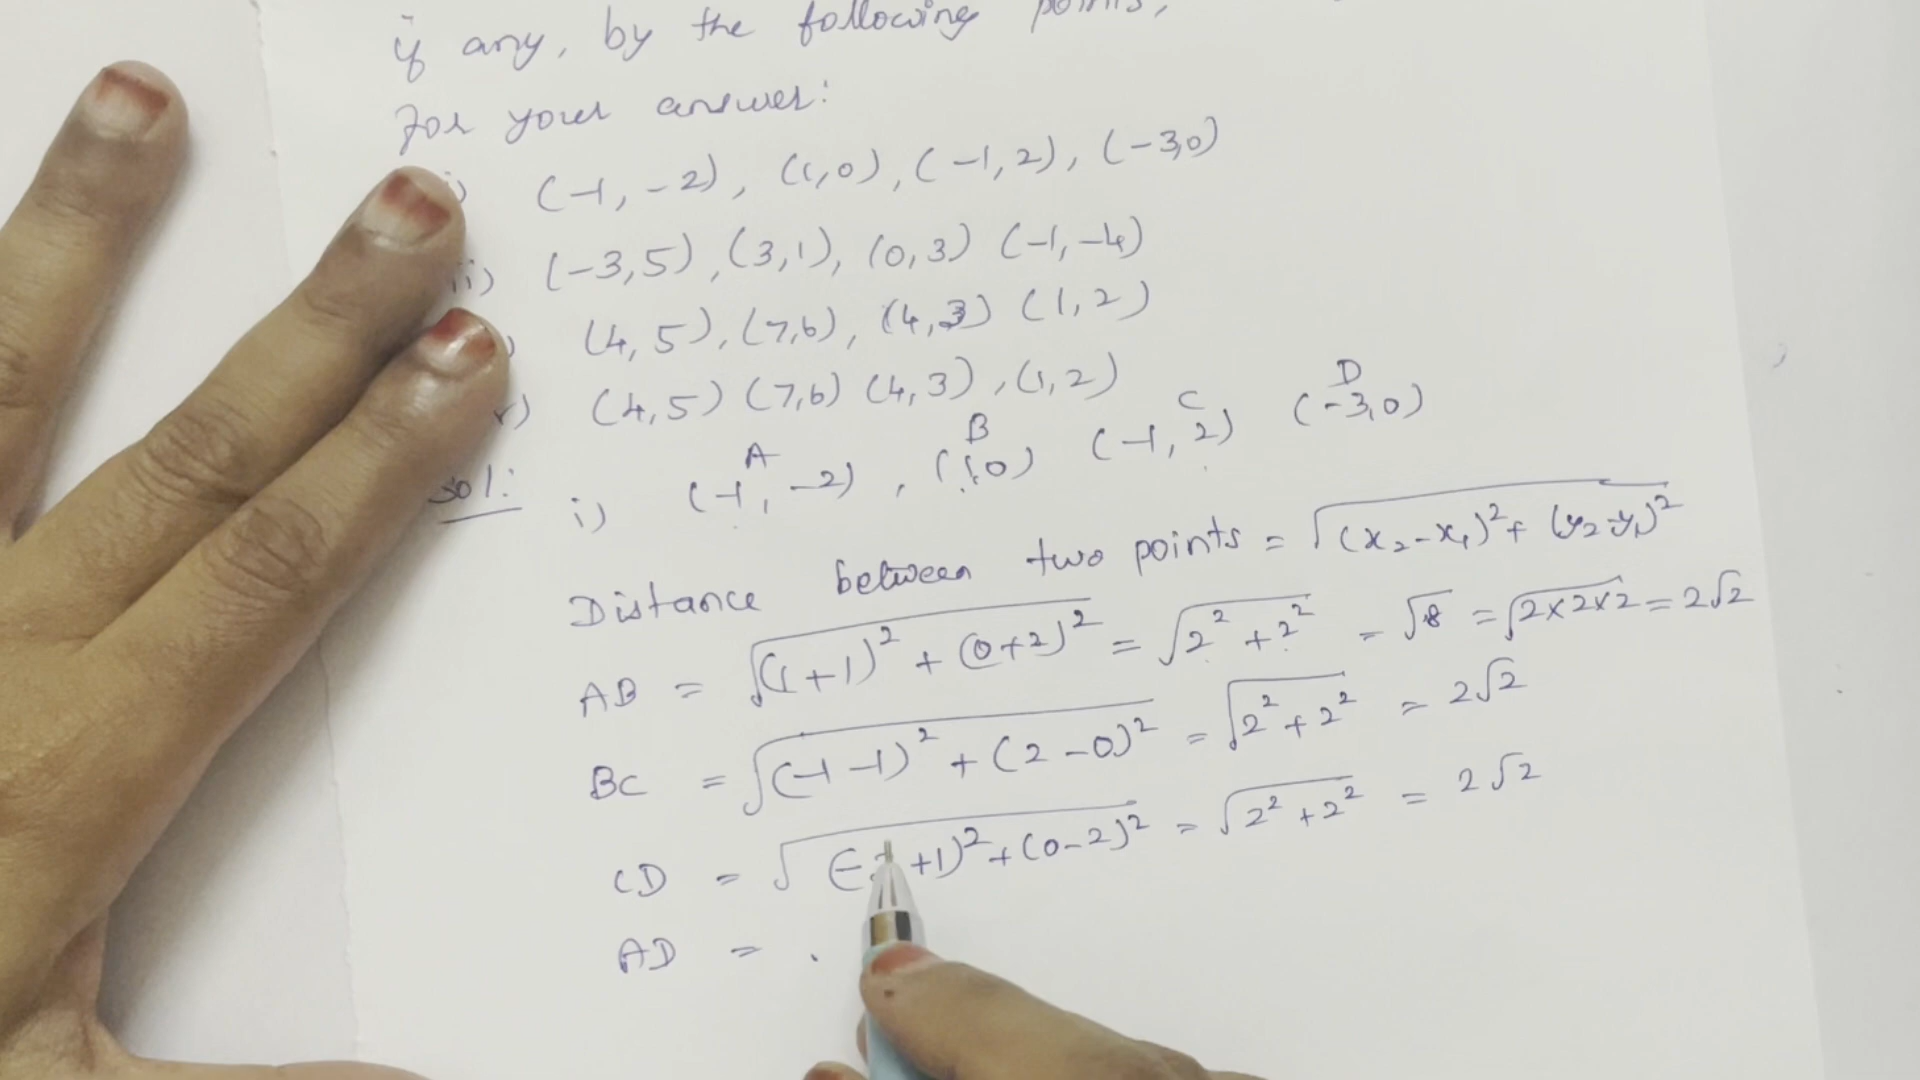 if any, by the following points,
for your answer:
i) (-1, -2), (1,0), (-1, 2), (-3,0)
ii) (-3,5), (3,1), (0,3) (-1,-4)
) (4,5), (7,6), (4,3) (1,2)
v) (4,5) (7,6) (4,3), (1,2)
A B C D
Sol: i) (-1, -2), (1,0) (-1, 2) (-3,0)
Distance between two points = √(x₂-x₁)²+ (y₂-y₁)²
AB = √(1+1)² + (0+2)² = √2² + 2² = √8 = √2×2×2 = 2√2
BC = √(-1-1)² + (2-0)² = √2² + 2² = 2√2
CD = √(- +1)² + (0-2)² = √2² + 2² = 2√2
AD = .